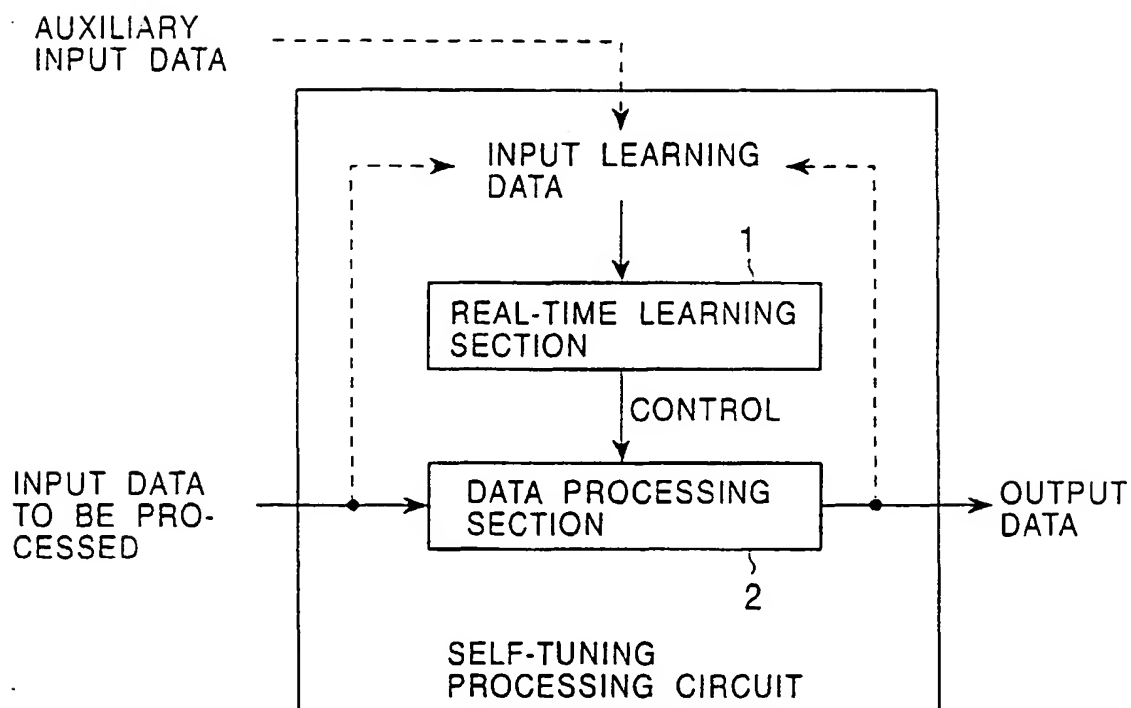 AUXILIARY
INPUT DATA
INPUT LEARNING
DATA
1
REAL-TIME LEARNING
SECTION
CONTROL
INPUT DATA
TO BE PRO-
CESSED
DATA PROCESSING
SECTION
OUTPUT
DATA
2
SELF-TUNING
PROCESSING CIRCUIT